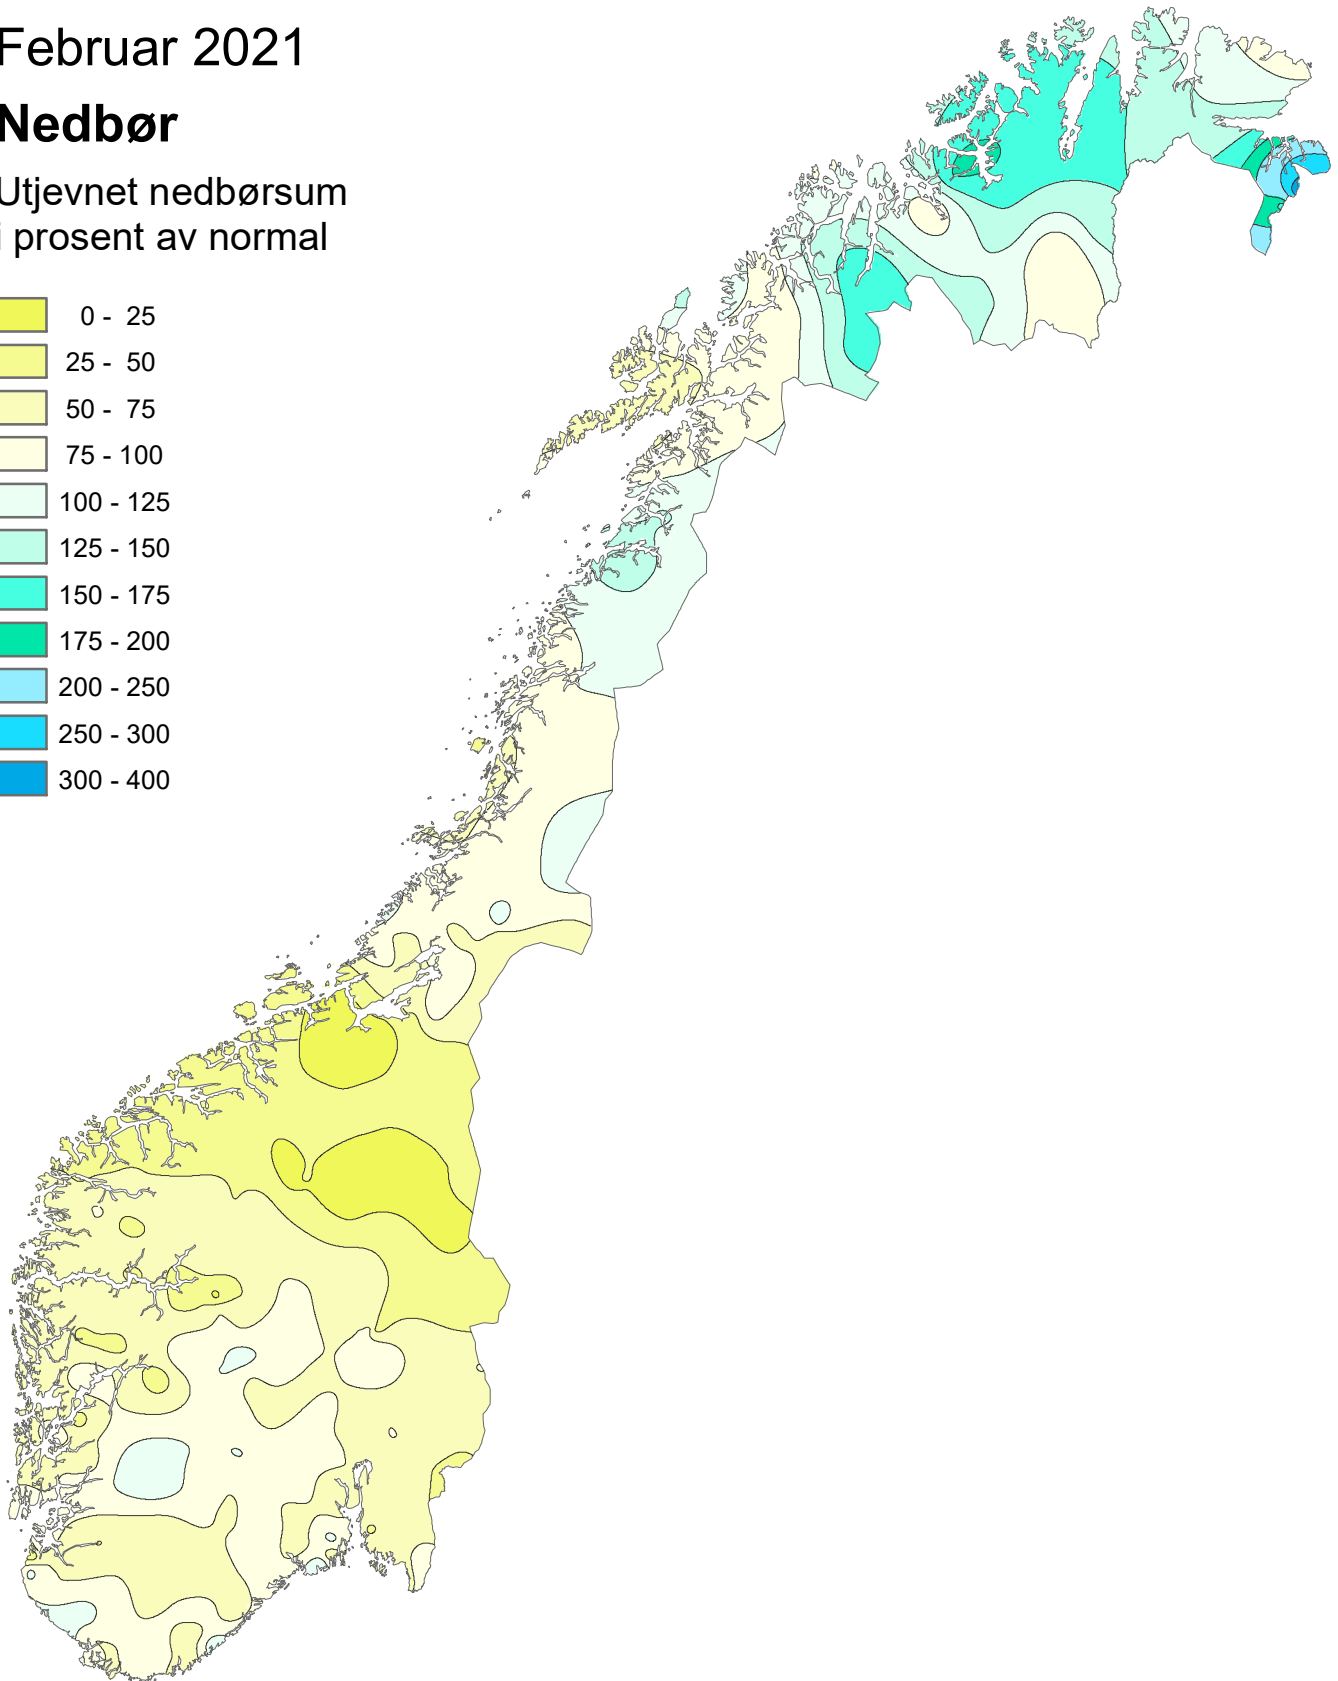 Februar 2021
Nedbør
Utjevnet nedbørsum
i prosent av normal
0 - 25
25 - 50
50 - 75
75 - 100
100 - 125
125 - 150
150 - 175
175 - 200
200 - 250
250 - 300
300 - 400